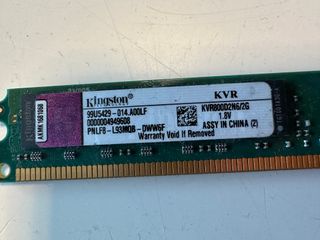 Kingston
KVR
99U5429-014.A00LF
KVR800D2N6/2G
0000004949608
1.8V
PNLF8-L93MQB-DWW6F
ASSY IN CHINA (2)
Warranty Void If Removed